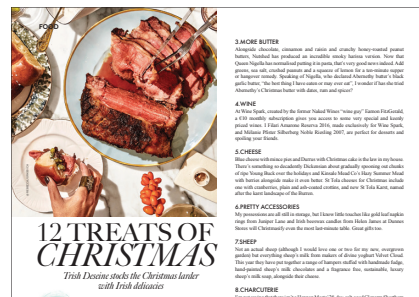 FOOD
12 TREATS OF
CHRISTMAS
Trish Deseine stocks the Christmas larder
with Irish delicacies
3.MORE BUTTER
Alongside chocolate, cinnamon and raisin and crunchy honey-roasted peanut
butters, Nutshed has produced an incredible smoky harissa version. Now that
Queen Nigella has normalised putting it in pasta, that's very good news indeed. Add
greens, sea salt, crushed peanuts and a squeeze of lemon for a ten-minute supper
or hangover remedy. Speaking of Nigella, who declared Abernethy butter's black
garlic butter, "the best thing I have eaten or may ever eat", I wonder if she tried
Abernethy's Christmas butter with dates, rum and spices?
4.WINE
At Wine Spark, created by the former Naked Wines "wine guy" Eamon FitzGerald,
a €10 monthly subscription gives you access to some very special and keenly
priced wines. I Filari Amarone Reserva 2016, made exclusively for Wine Spark,
and Mélanie Pfister Silberberg Noble Riesling 2007, are perfect for desserts and
spoiling your friends.
5.CHEESE
Blue cheese with mince pies and Durrus with Christmas cake is the law in my house.
There's something so decadently Dickensian about gradually spooning out chunks
of ripe Young Buck over the holidays and Kinsale Mead Co's Hazy Summer Mead
with berries alongside make it even better. St Tola cheeses for Christmas include
one with cranberries, plain and ash-coated crottins, and new St Tola Karst, named
after the karst landscape of the Burren.
6.PRETTY ACCESSORIES
My possessions are all still in storage, but I know little touches like gold leaf napkin
rings from Juniper Lane and Irish beeswax candles from Helen James at Dunnes
Stores will Christmasify even the most last-minute table. Great gifts too.
7.SHEEP
Not an actual sheep (although I would love one or two for my new, overgrown
garden) but everything sheep's milk from makers of divine yoghurt Velvet Cloud.
This year they have put together a range of hampers stuffed with handmade fudge,
hand-painted sheep's milk chocolates and a fragrance free, sustainable, luxury
sheep's milk soap, alongside their cheese.
8.CHARCUTERIE